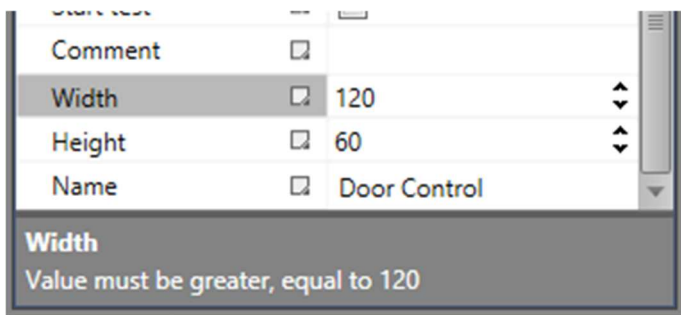 Comment
Width 120
Height 60
Name Door Control
Width
Value must be greater, equal to 120